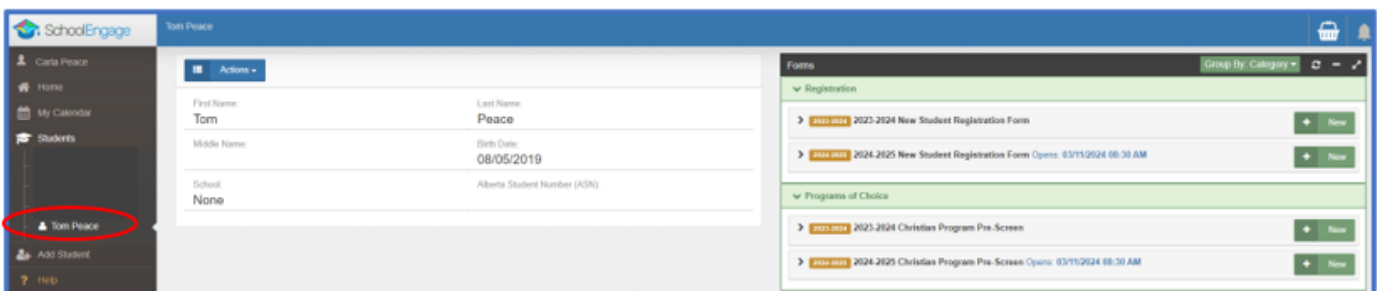 SchoolEngage
Tom Peace
Carla Peace
Home
My Calendar
Students
Tom Peace
Add Student
? Help
Actions
First Name:
Tom
Last Name:
Peace
Middle Name:
Birth Date:
08/05/2019
School:
None
Alberta Student Number (ASN)
Forms
Group By: Category
Registration
2023-2024 2023-2024 New Student Registration Form
+ New
2024-2025 2024-2025 New Student Registration Form Opens: 03/11/2024 08:30 AM
+ New
Programs of Choice
2023-2024 2023-2024 Christian Program Pre-Screen
+ New
2024-2025 2024-2025 Christian Program Pre-Screen Opens: 03/11/2024 08:30 AM
+ New